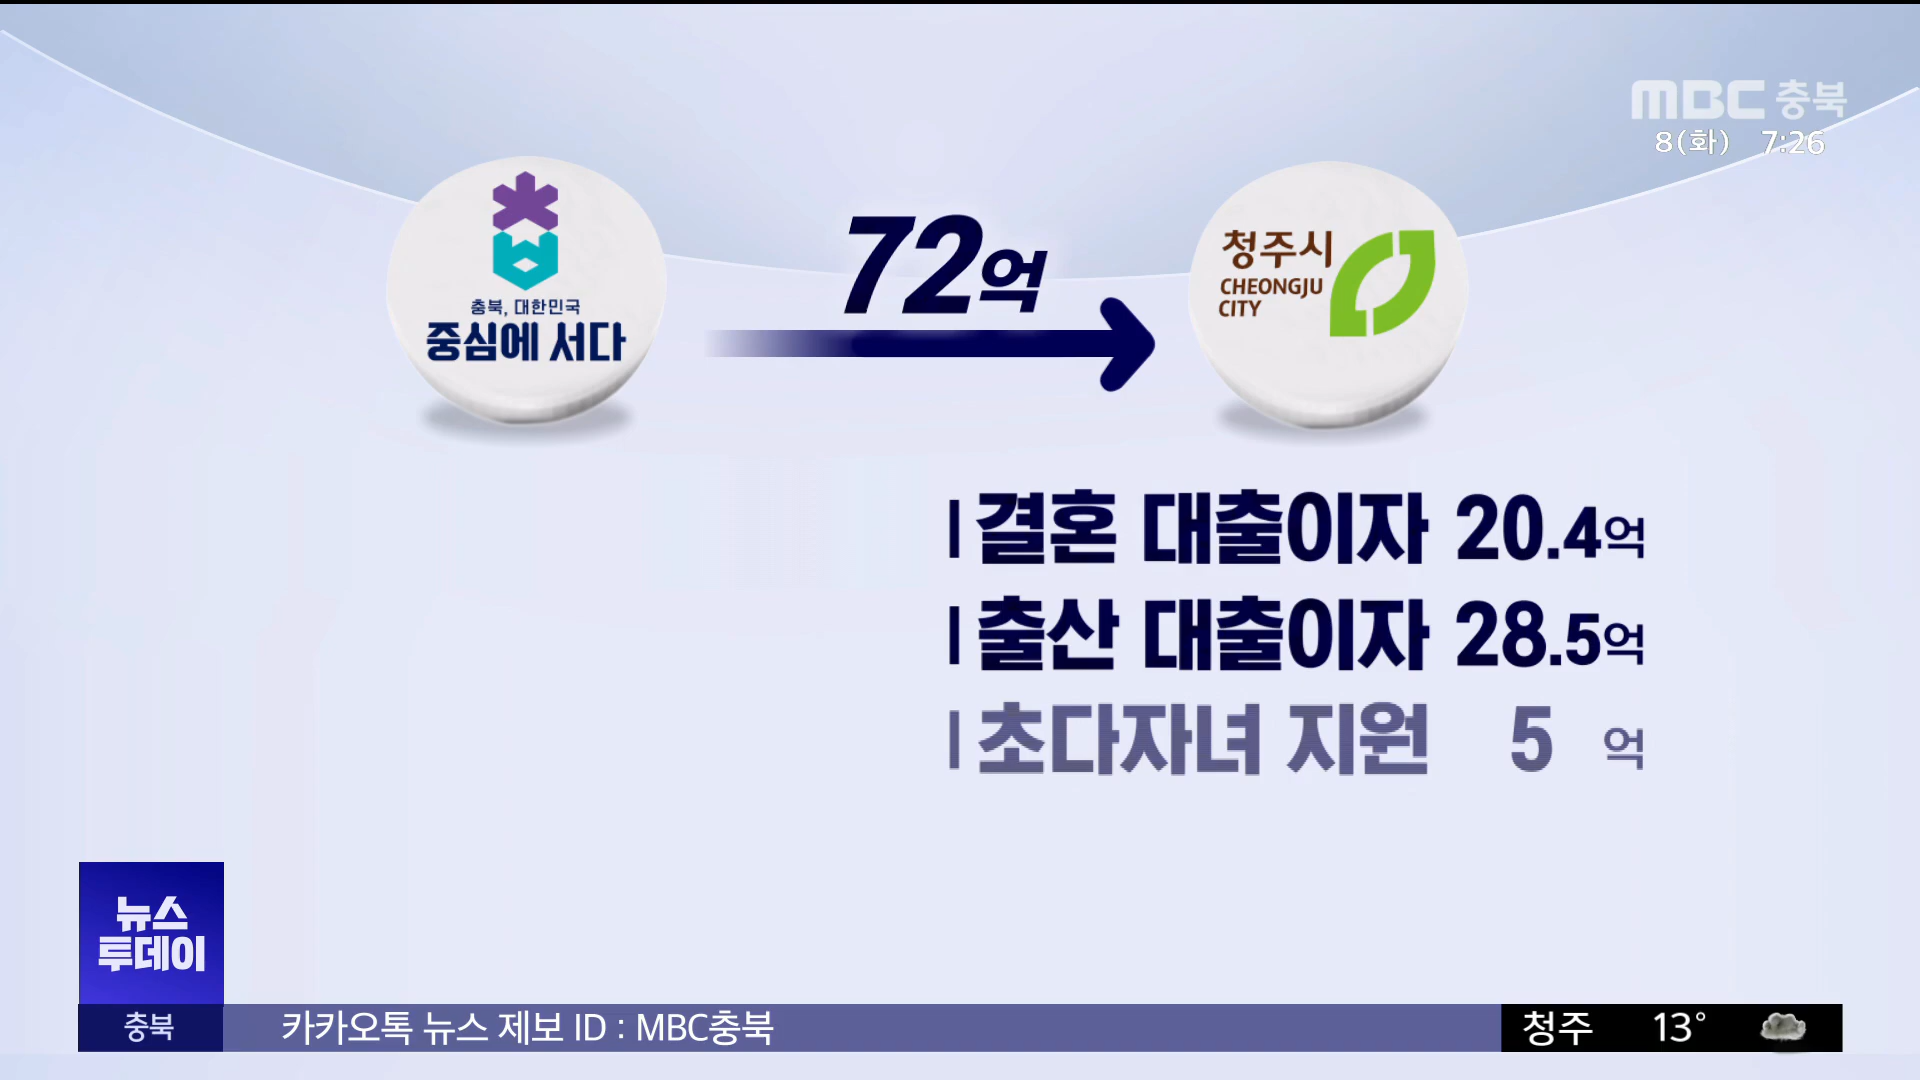 MBC 충북
8(화) 7:26
충북, 대한민국
중심에 서다
72억
청주시
CHEONGJU
CITY
결혼 대출이자 20.4억
출산 대출이자 28.5억
초다자녀 지원 5 억
뉴스
투데이
충북
카카오톡 뉴스 제보 ID : MBC충북
청주 13°